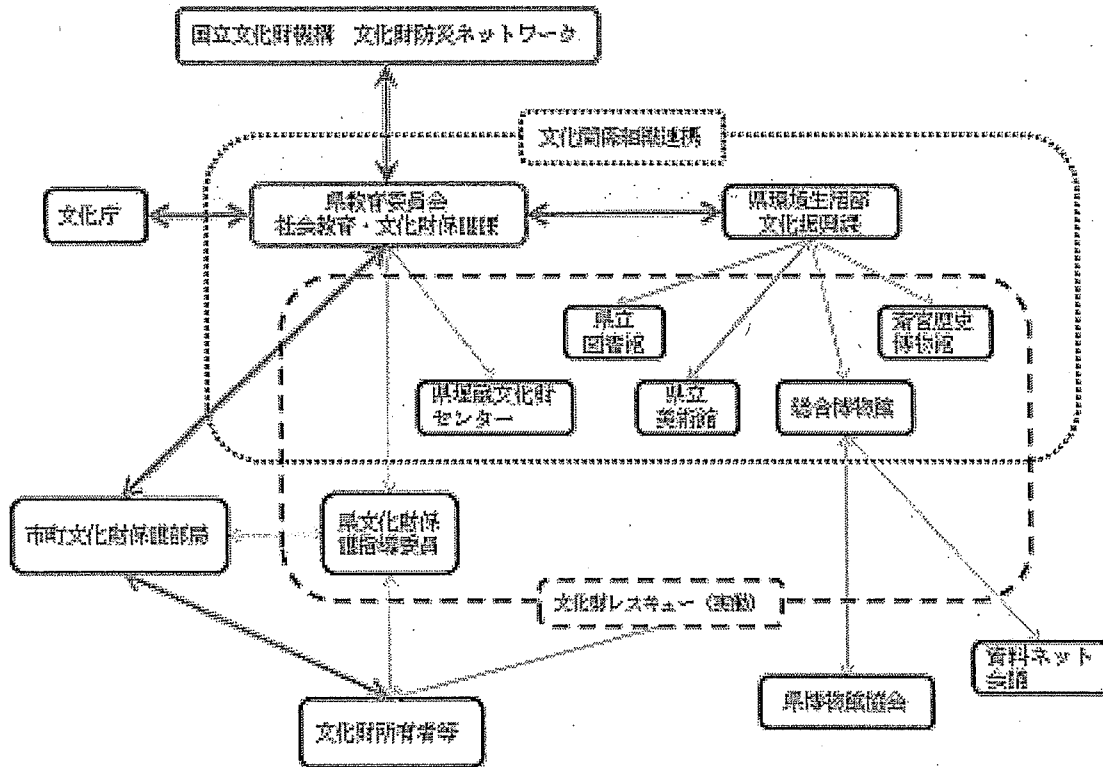 国立文化財機構　文化財防災ネットワーク
文化関係組織連携
文化庁
県教育委員会
社会教育・文化財保護課
県環境生活部
文化振興課
県立
図書館
斎宮歴史
博物館
県埋蔵文化財
センター
県立
美術館
総合博物館
市町文化財保護部局
県文化財保
護指導委員
文化財レスキュー（実働）
資料ネット
会議
県博物館協会
文化財所有者等